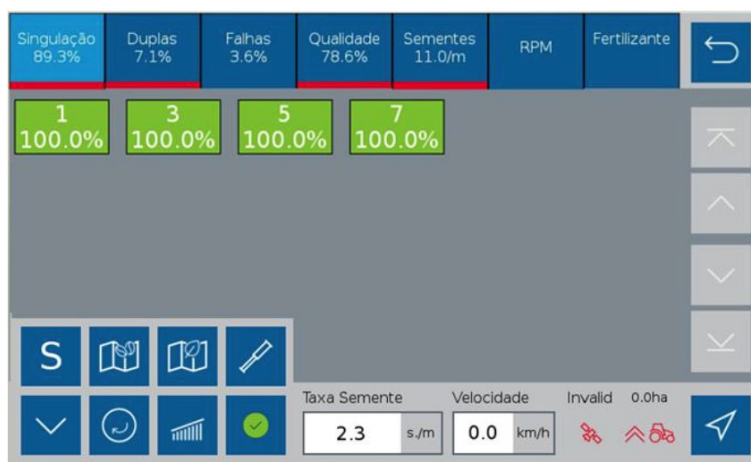 Singulação Duplas Falhas Qualidade Sementes RPM Fertilizante
89.3% 7.1% 3.6% 78.6% 11.0/m
1 3 5 7
100.0% 100.0% 100.0% 100.0%
S
Taxa Semente Velocidade Invalid 0.0ha
2.3 s./m 0.0 km/h